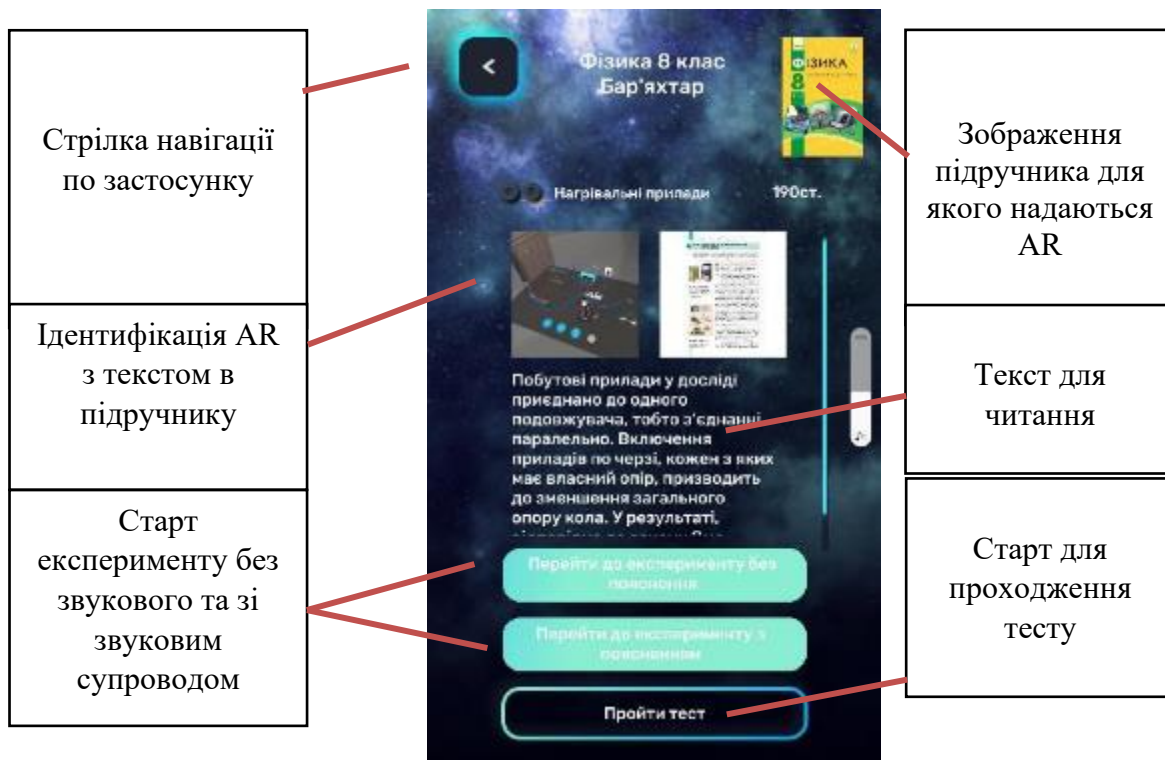 Стрілка навігації
по застосунку
Ідентифікація AR
з текстом в
підручнику
Старт
експерименту без
звукового та зі
звуковим
супроводом
Фізика 8 клас
Бар'яхтар
ФІЗИКА
8
Нагрівальні прилади 190ст.
Побутові прилади у досліді
приєднано до одного
подовжувача, тобто з'єднанні
паралельно. Включення
приладів по черзі, кожен з яких
має власний опір, призводить
до зменшення загального
опору кола. У результаті,
Перейти до експерименту без
пояснення
Перейти до експерименту з
поясненням
Пройти тест
Зображення
підручника для
якого надаються
AR
Текст для
читання
Старт для
проходження
тесту